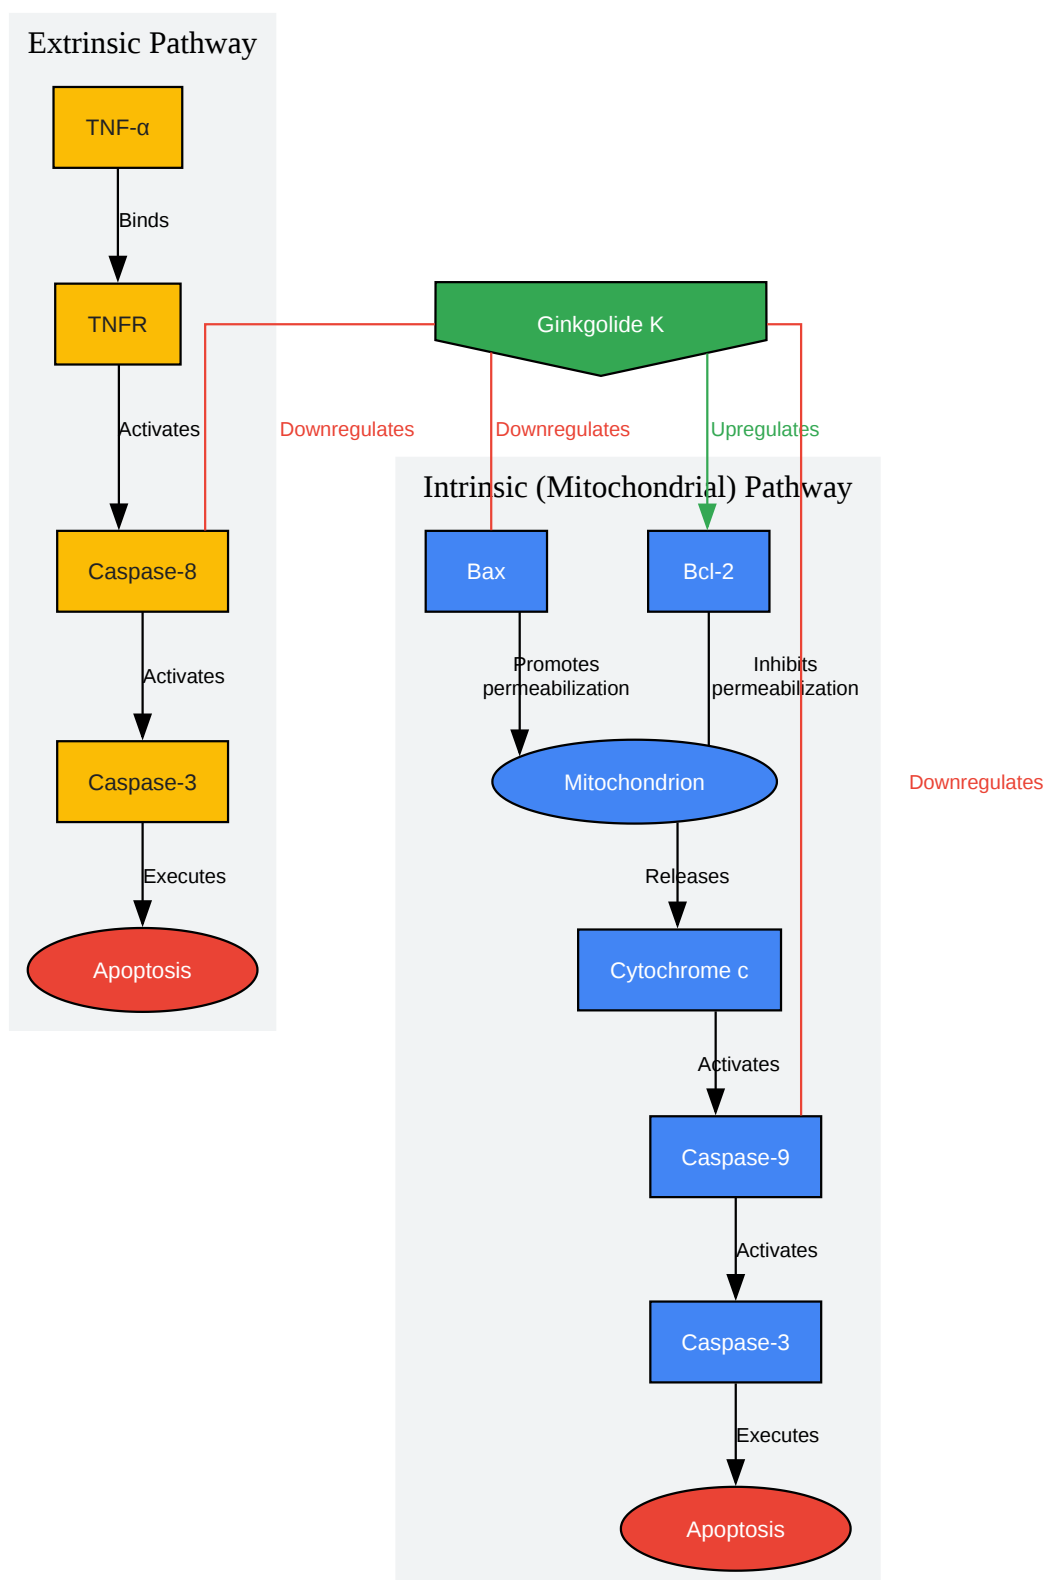 Extrinsic Pathway
TNF-α
Binds
TNFR
Activates
Caspase-8
Activates
Caspase-3
Executes
Apoptosis
Ginkgolide K
Downregulates
Downregulates
Upregulates
Downregulates
Intrinsic (Mitochondrial) Pathway
Bax
Bcl-2
Promotes
permeabilization
Inhibits
permeabilization
Mitochondrion
Releases
Cytochrome c
Activates
Caspase-9
Activates
Caspase-3
Executes
Apoptosis